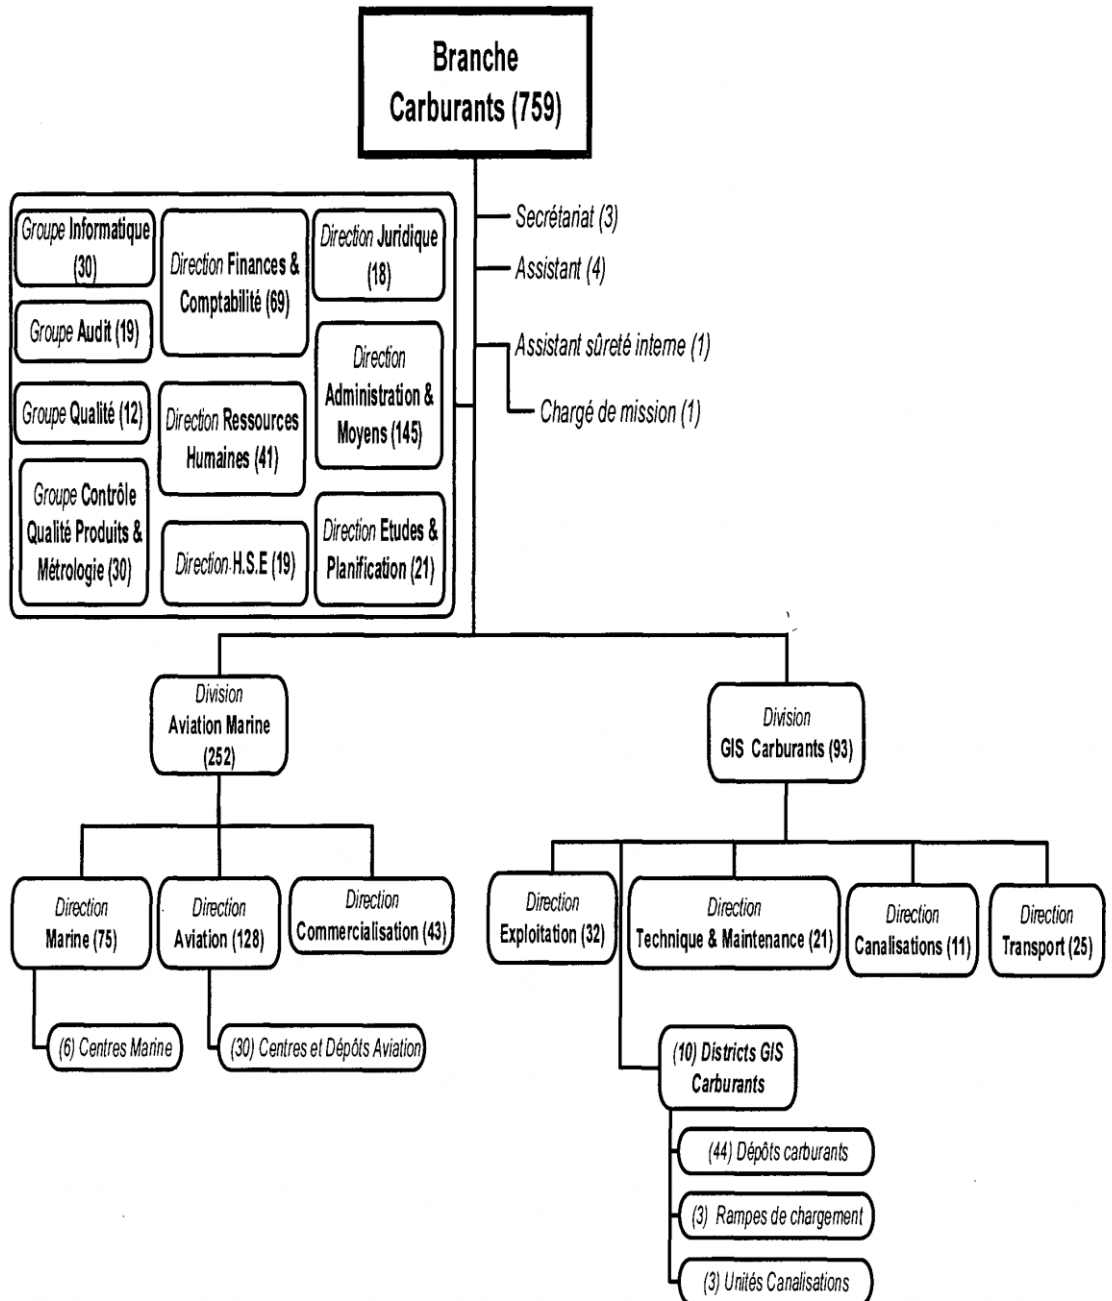 Branche
Carburants (759)
Secrétariat (3)
Assistant (4)
Assistant sûreté interne (1)
Chargé de mission (1)
Groupe Informatique
(30)
Groupe Audit (19)
Groupe Qualité (12)
Groupe Contrôle
Qualité Produits &
Métrologie (30)
Direction Finances &
Comptabilité (69)
Direction Ressources
Humaines (41)
Direction H.S.E (19)
Direction Juridique
(18)
Direction
Administration &
Moyens (145)
Direction Etudes &
Planification (21)
Division
Aviation Marine
(252)
Division
GIS Carburants (93)
Direction
Marine (75)
Direction
Aviation (128)
Direction
Commercialisation (43)
Direction
Exploitation (32)
Direction
Technique & Maintenance (21)
Direction
Canalisations (11)
Direction
Transport (25)
(6) Centres Marine
(30) Centres et Dépôts Aviation
(10) Districts GIS
Carburants
(44) Dépôts carburants
(3) Rampes de chargement
(3) Unités Canalisations